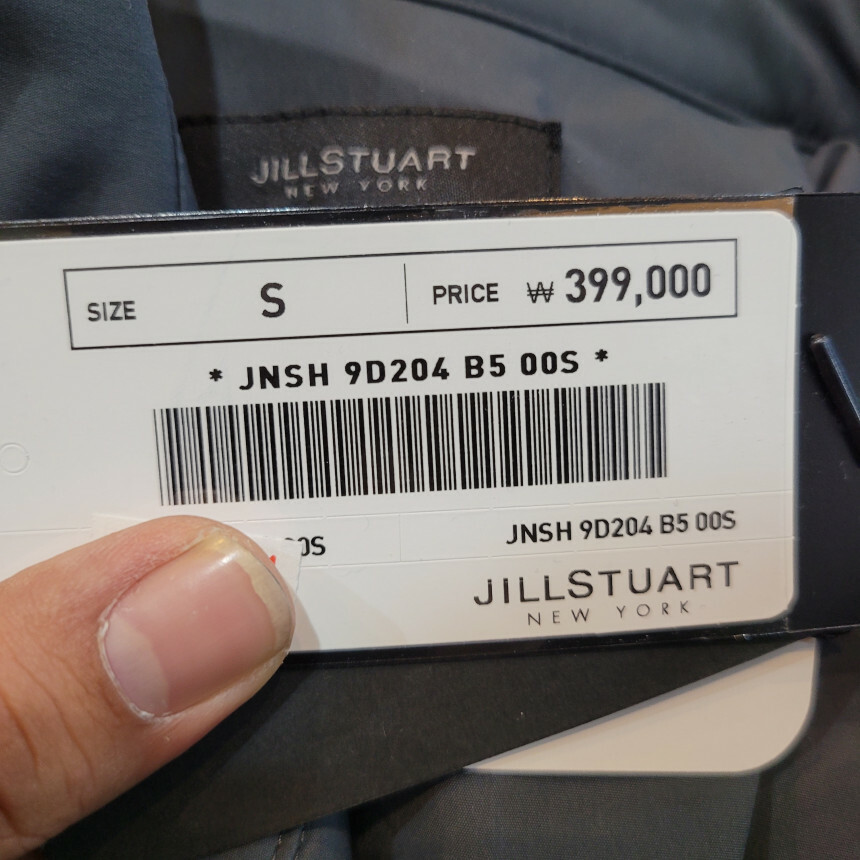 JILLSTUART
NEW YORK
SIZE S PRICE ₩ 399,000
* JNSH 9D204 B5 00S *
00S JNSH 9D204 B5 00S
JILLSTUART
NEW YORK